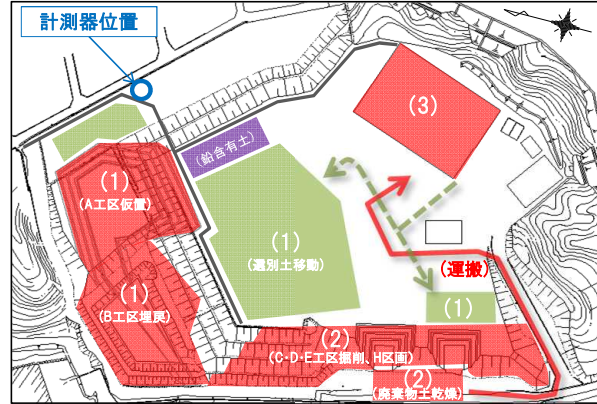 計測器位置
(3)
(鉛含有土)
(1)
(A工区仮置)
(1)
(選別土移動)
(運搬)
(1)
(B工区埋戻)
(1)
(2)
(C・D・E工区掘削、H区画)
(2)
(廃棄物土乾燥)